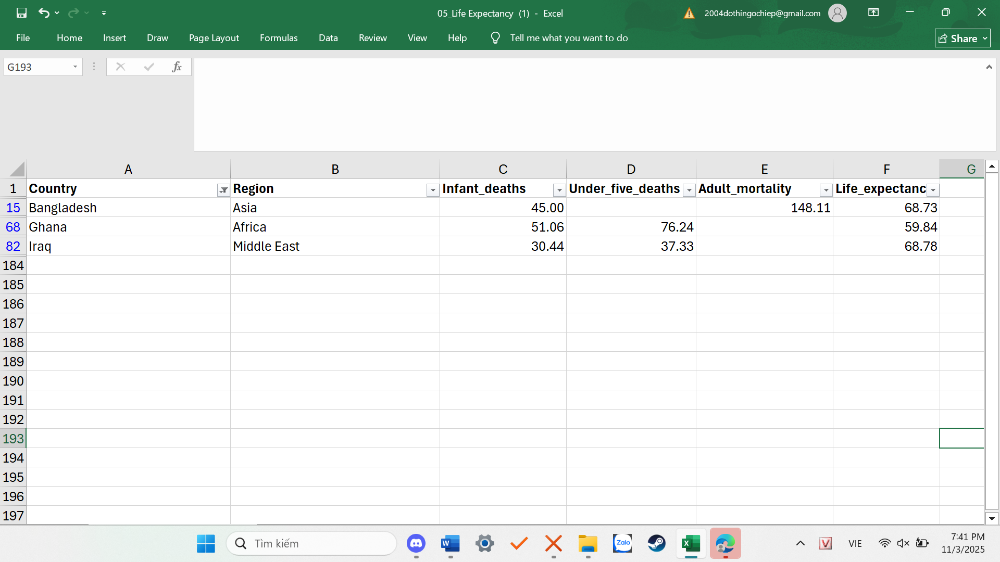 05_Life Expectancy (1) - Excel
2004dothingochiep@gmail.com
File Home Insert Draw Page Layout Formulas Data Review View Help Tell me what you want to do Share
G193 fx
A B C D E F G
1 Country Region Infant_deaths Under_five_deaths Adult_mortality Life_expectanc
15 Bangladesh Asia 45.00 148.11 68.73
68 Ghana Africa 51.06 76.24 59.84
82 Iraq Middle East 30.44 37.33 68.78
184
185
186
187
188
189
190
191
192
193
194
195
196
197
Tìm kiếm
W
Zalo
X
V
VIE
7:41 PM
11/3/2025